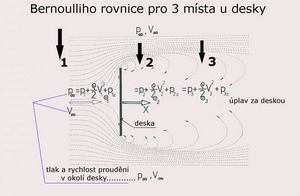 Bernoulliho rovnice pro 3 místa u desky
p∞, V∞
1
2
3
V∞
X
deska
úplav za deskou
tlak a rychlost proudění
v okolí desky............. p∞, V∞